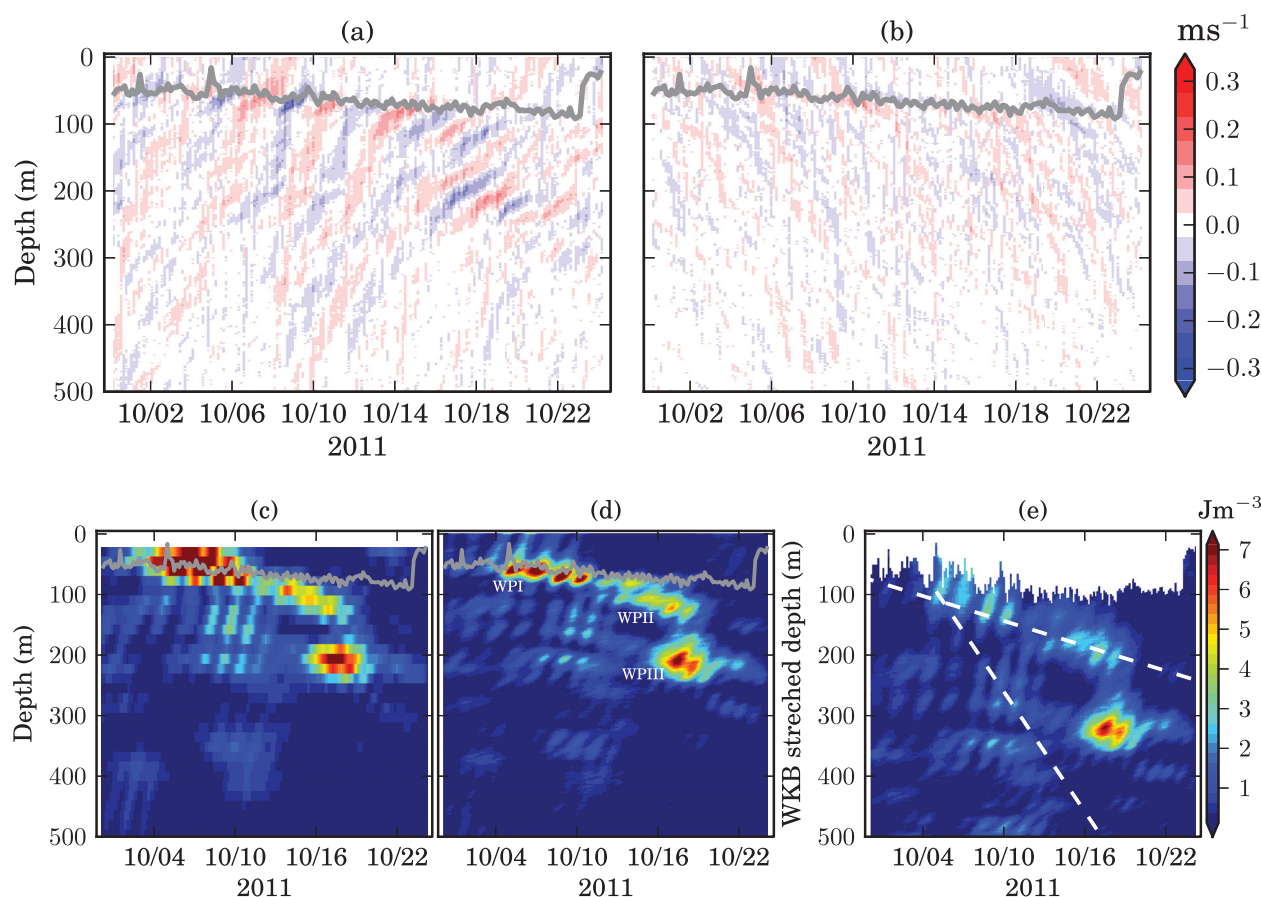 (a)
(b)
ms−1
0
100
200
300
400
500
Depth (m)
10/02 10/06 10/10 10/14 10/18 10/22
2011
10/02 10/06 10/10 10/14 10/18 10/22
2011
0.3
0.2
0.1
0.0
−0.1
−0.2
−0.3
(c)
(d)
(e)
Jm−3
0
100
200
300
400
500
Depth (m)
10/04 10/10 10/16 10/22
2011
WPI
WPII
WPIII
10/04 10/10 10/16 10/22
2011
WKB streched depth (m)
0
100
200
300
400
500
10/04 10/10 10/16 10/22
2011
7
6
5
4
3
2
1